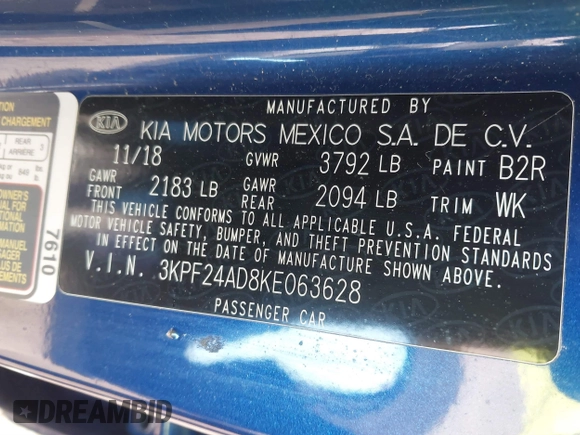 KIA
MANUFACTURED BY
KIA MOTORS MEXICO S.A. DE C.V.
11/18 GVWR 3792 LB PAINT B2R
GAWR FRONT 2183 LB GAWR REAR 2094 LB TRIM WK
THIS VEHICLE CONFORMS TO ALL APPLICABLE U.S.A. FEDERAL
MOTOR VEHICLE SAFETY, BUMPER, AND THEFT PREVENTION STANDARDS
IN EFFECT ON THE DATE OF MANUFACTURE SHOWN ABOVE.
V.I.N. 3KPF24AD8KE063628
PASSENGER CAR
CHARGEMENT
REAR 3
ARRIÈRE
7610
DREAMBID